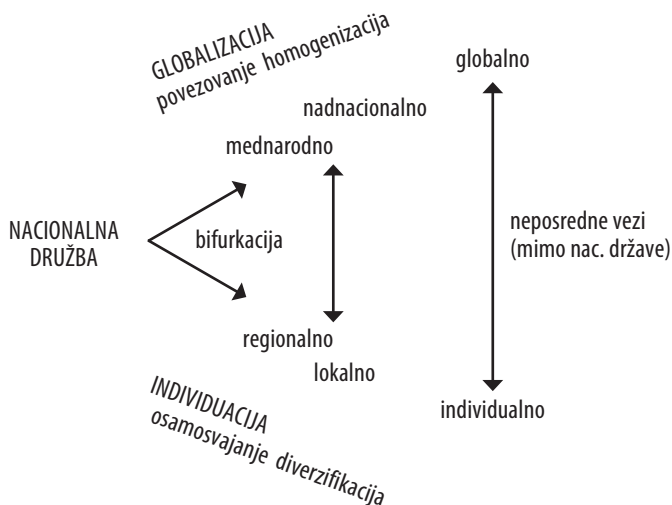 GLOBALIZACIJA
povezovanje homogenizacija
globalno
nadnacionalno
mednarodno
NACIONALNA
DRUŽBA
bifurkacija
neposredne vezi
(mimo nac. države)
regionalno
lokalno
individualno
INDIVIDUACIJA
osamosvajanje diverzifikacija